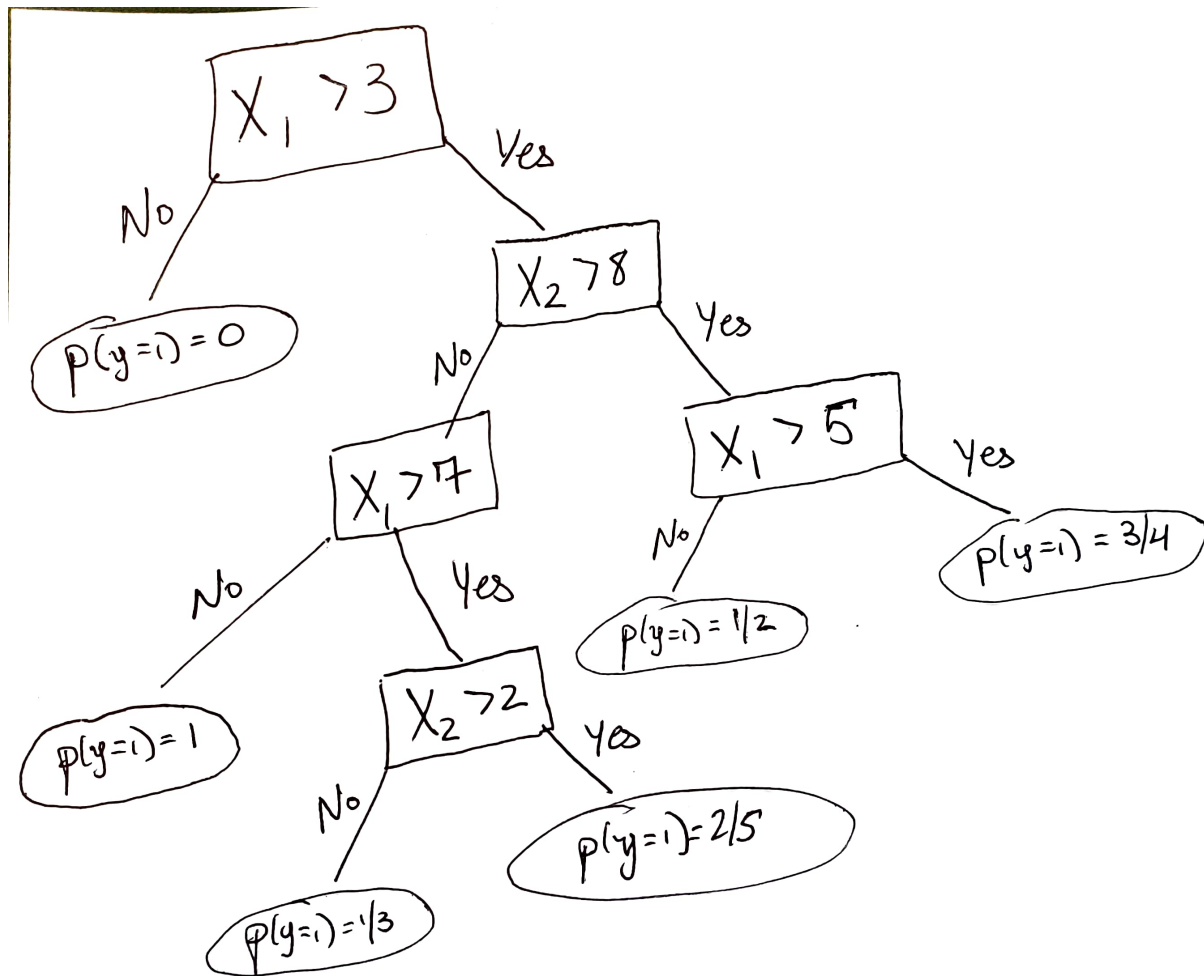 X₁ >3
Yes
No
X₂ >8
p(y=1) = 0
Yes
No
X₁ > 5
X₁ >7
Yes
No
p(y=1) = 3/4
No
Yes
p(y=1) = 1/2
X₂ >2
p(y=1) = 1
Yes
No
p(y=1)=2/5
p(y=1)=1/3